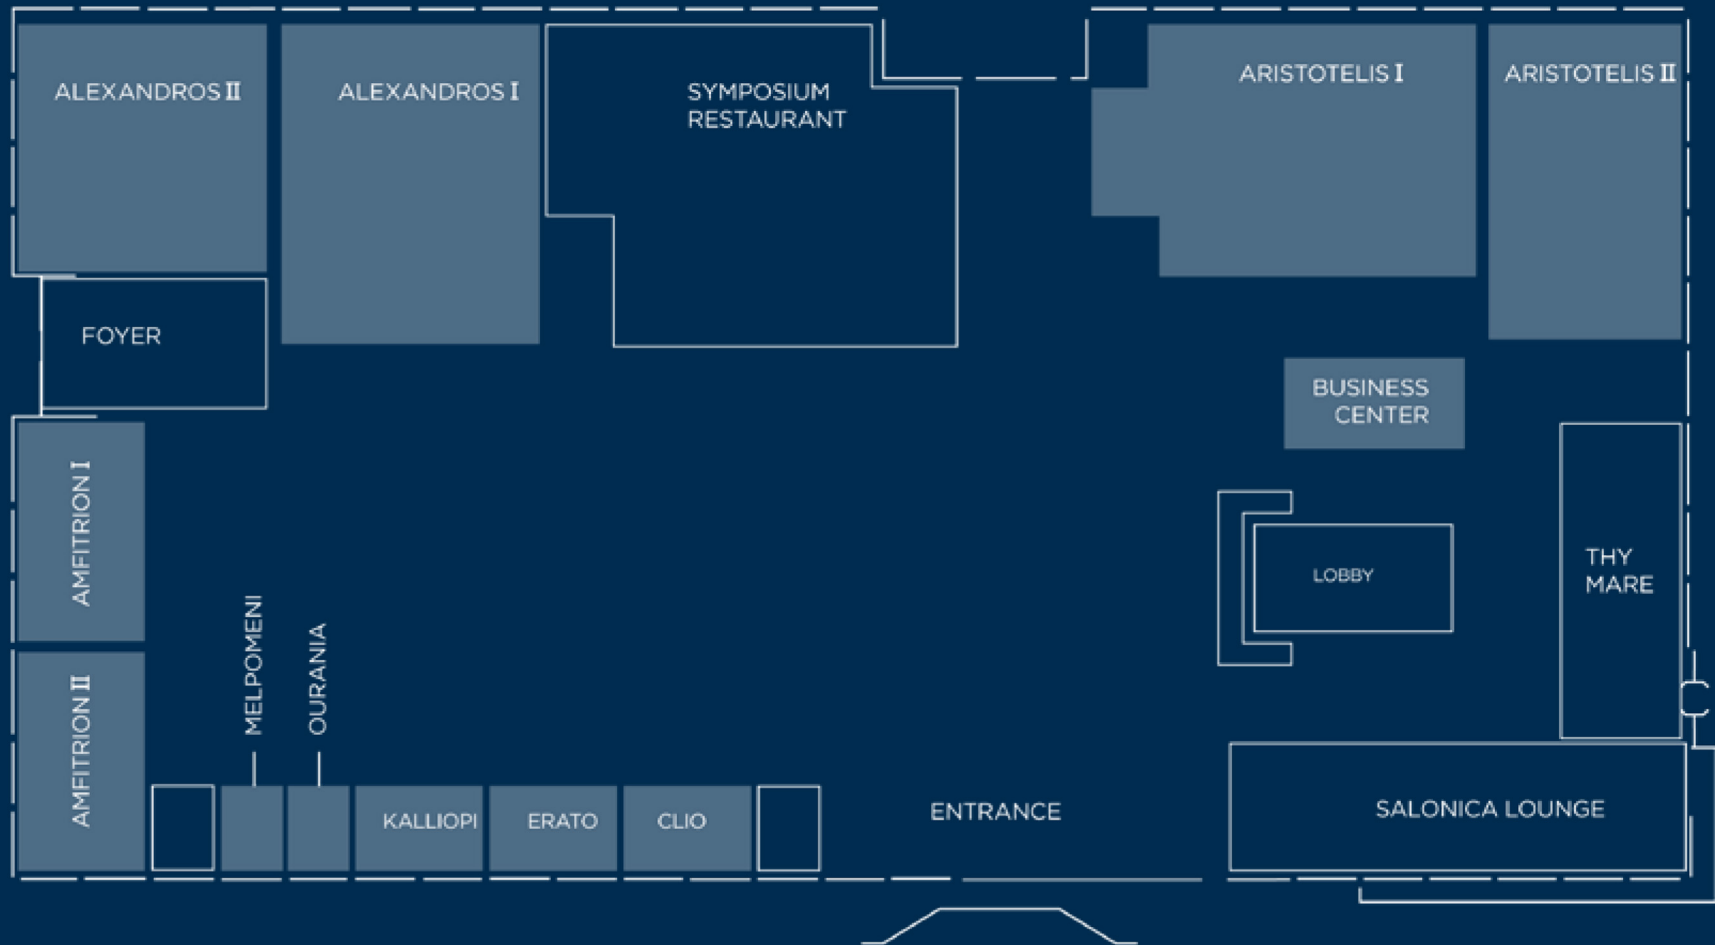 ALEXANDROS II
ALEXANDROS I
SYMPOSIUM
RESTAURANT
ARISTOTELIS I
ARISTOTELIS II
FOYER
BUSINESS
CENTER
AMFITRION I
LOBBY
THY
MARE
MELPOMENI
OURANIA
AMFITRION II
KALLIOPI
ERATO
CLIO
ENTRANCE
SALONICA LOUNGE